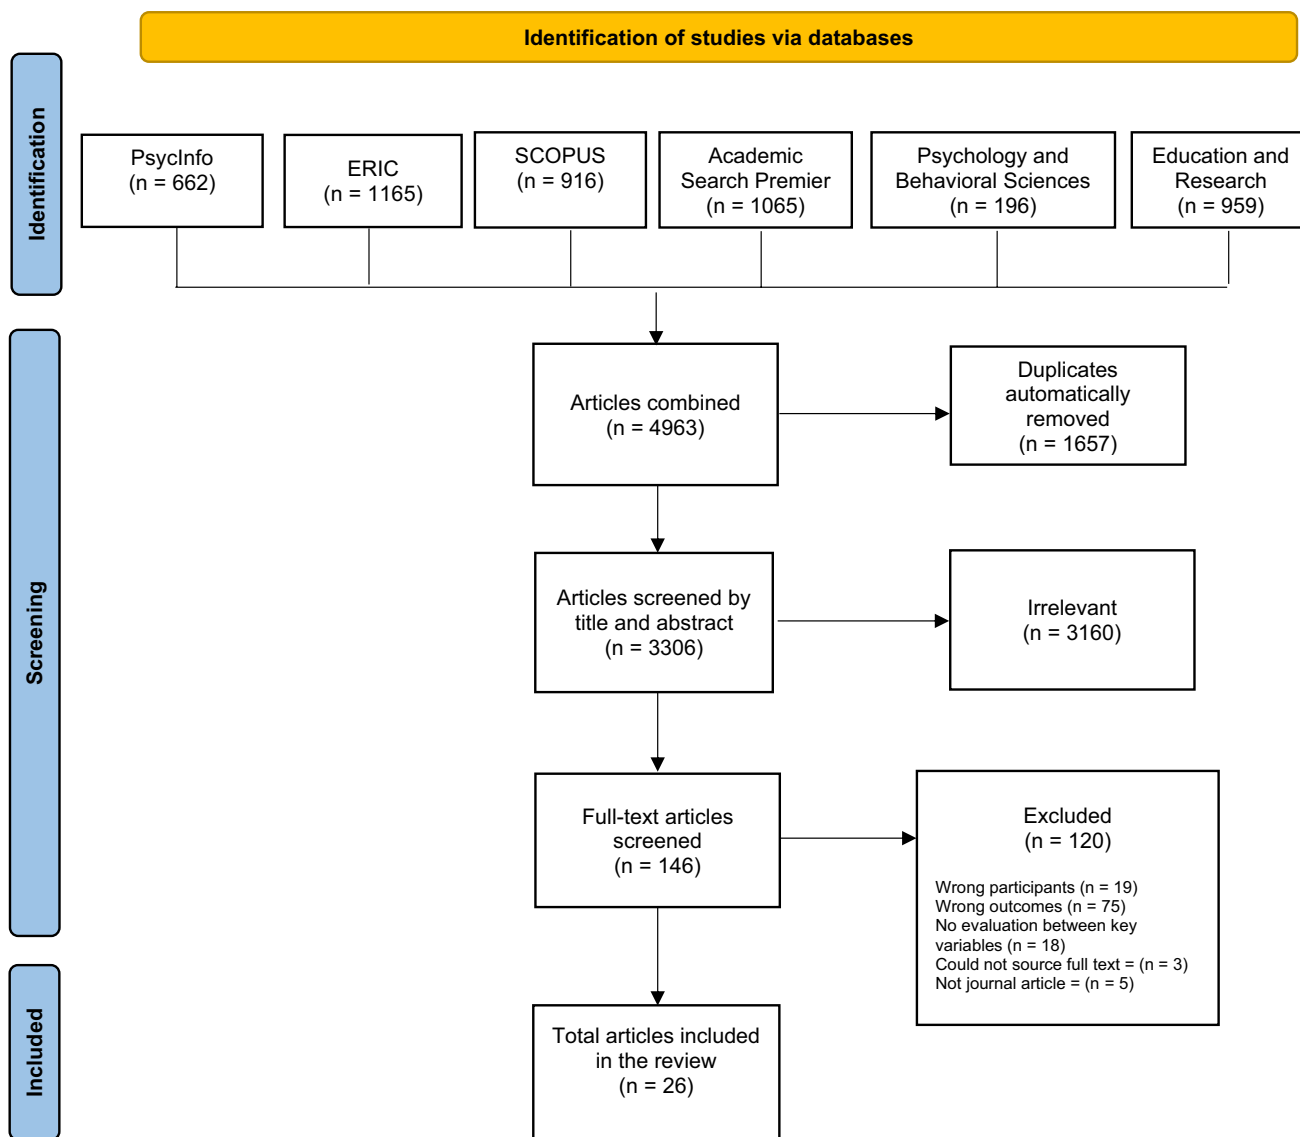 Identification of studies via databases
Identification
PsycInfo
(n = 662)
ERIC
(n = 1165)
SCOPUS
(n = 916)
Academic
Search Premier
(n = 1065)
Psychology and
Behavioral Sciences
(n = 196)
Education and
Research
(n = 959)
Screening
Articles combined
(n = 4963)
Duplicates
automatically
removed
(n = 1657)
Articles screened by
title and abstract
(n = 3306)
Irrelevant
(n = 3160)
Full-text articles
screened
(n = 146)
Excluded
(n = 120)
Wrong participants (n = 19)
Wrong outcomes (n = 75)
No evaluation between key
variables (n = 18)
Could not source full text = (n = 3)
Not journal article = (n = 5)
Included
Total articles included
in the review
(n = 26)